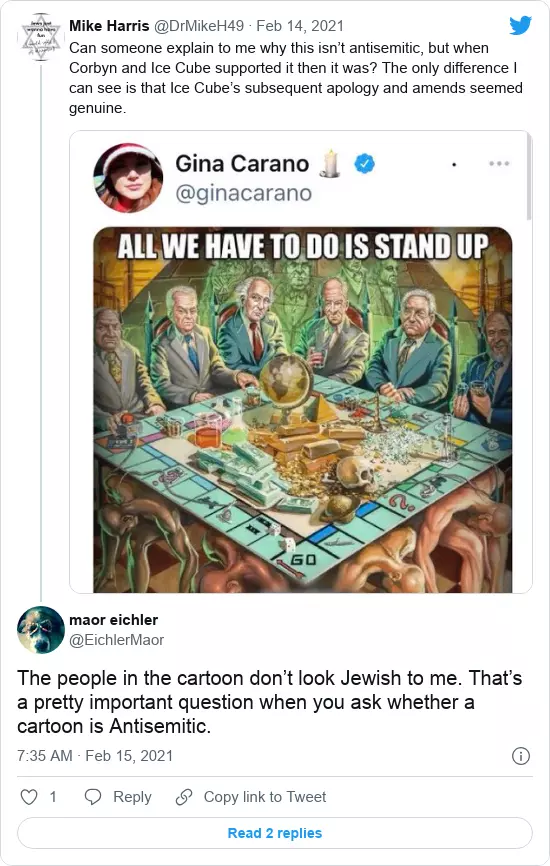 Mike Harris @DrMikeH49 · Feb 14, 2021
Can someone explain to me why this isn’t antisemitic, but when
Corbyn and Ice Cube supported it then it was? The only difference I
can see is that Ice Cube’s subsequent apology and amends seemed
genuine.
Gina Carano
@ginacarano
ALL WE HAVE TO DO IS STAND UP
GO
maor eichler
@EichlerMaor
The people in the cartoon don’t look Jewish to me. That’s
a pretty important question when you ask whether a
cartoon is Antisemitic.
7:35 AM · Feb 15, 2021
1 Reply Copy link to Tweet
Read 2 replies